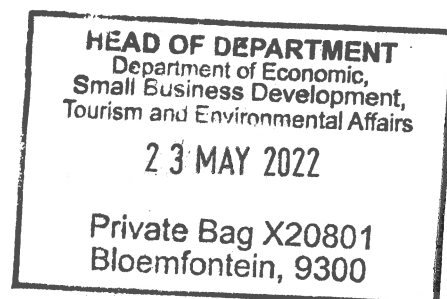 HEAD OF DEPARTMENT
Department of Economic,
Small Business Development,
Tourism and Environmental Affairs
23 MAY 2022
Private Bag X20801
Bloemfontein, 9300